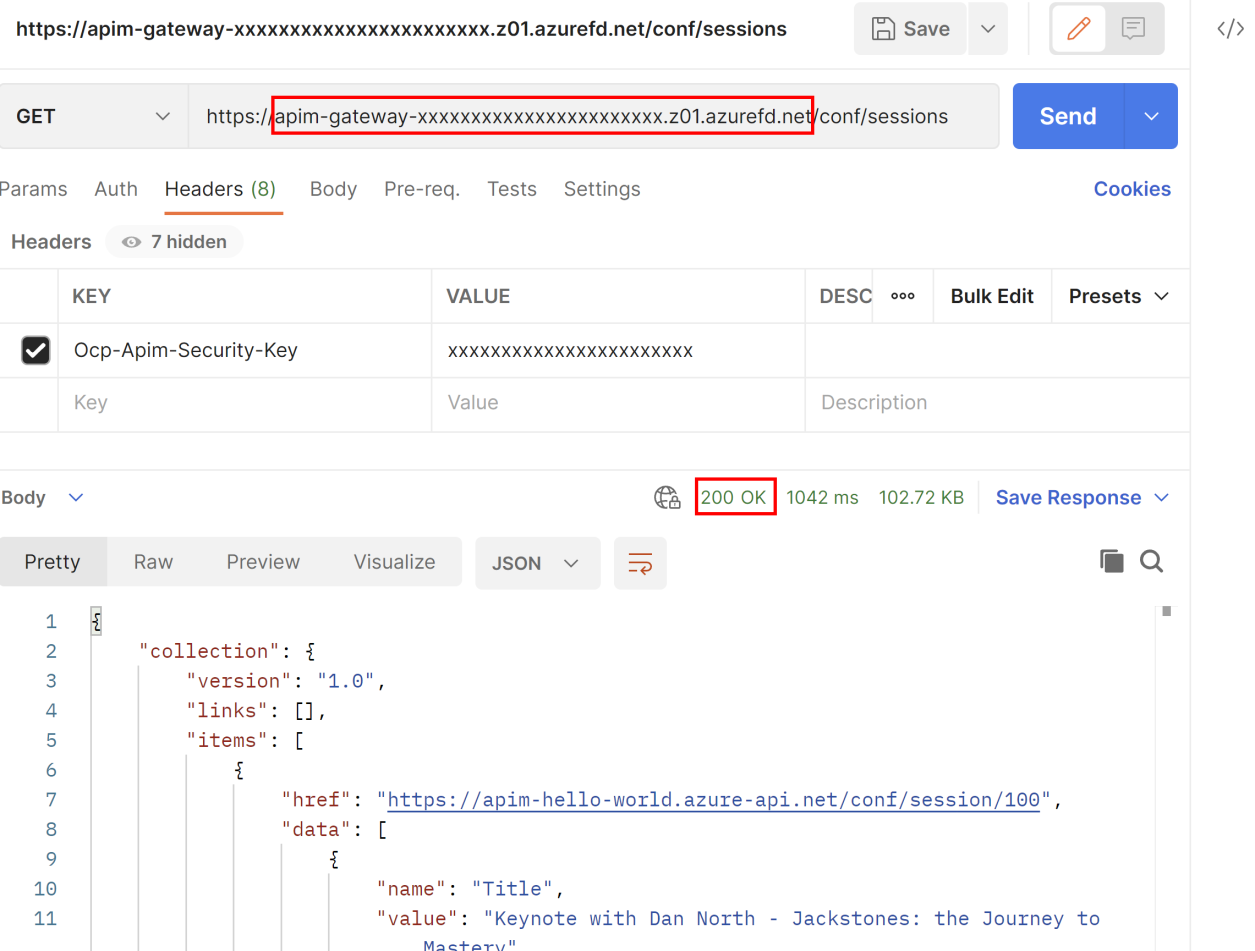 https://apim-gateway-xxxxxxxxxxxxxxxxxxxxxxx.z01.azurefd.net/conf/sessions Save </>
GET https://apim-gateway-xxxxxxxxxxxxxxxxxxxxxxx.z01.azurefd.net/conf/sessions Send
Params Auth Headers (8) Body Pre-req. Tests Settings Cookies
Headers 7 hidden
KEY VALUE DESC Bulk Edit Presets
Ocp-Apim-Security-Key xxxxxxxxxxxxxxxxxxxxxxx
Key Value Description
Body 200 OK 1042 ms 102.72 KB Save Response
Pretty Raw Preview Visualize JSON
1 {
2 "collection": {
3 "version": "1.0",
4 "links": [],
5 "items": [
6 {
7 "href": "https://apim-hello-world.azure-api.net/conf/session/100",
8 "data": [
9 {
10 "name": "Title",
11 "value": "Keynote with Dan North - Jackstones: the Journey to
Mastery"